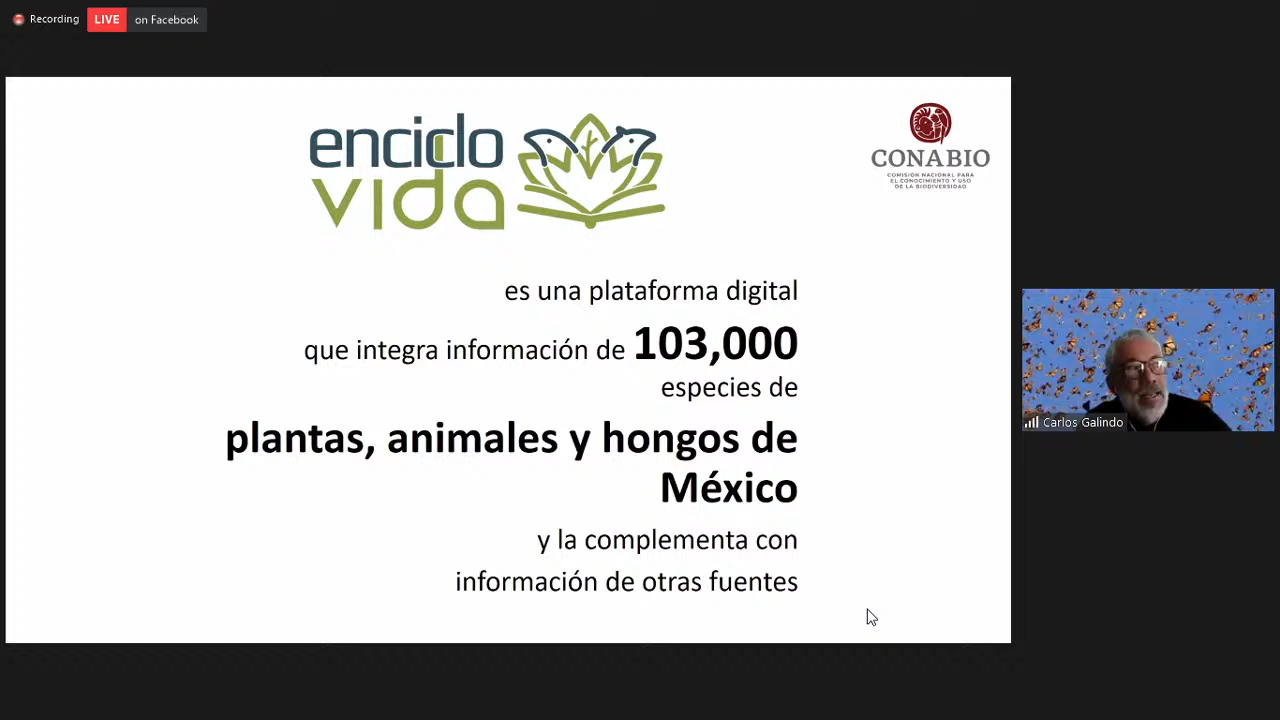 Recording
LIVE on Facebook
enciclo
vida
CONABIO
COMISIÓN NACIONAL PARA
EL CONOCIMIENTO Y USO
DE LA BIODIVERSIDAD
es una plataforma digital
que integra información de 103,000
especies de
plantas, animales y hongos de
México
y la complementa con
información de otras fuentes
Carlos Galindo